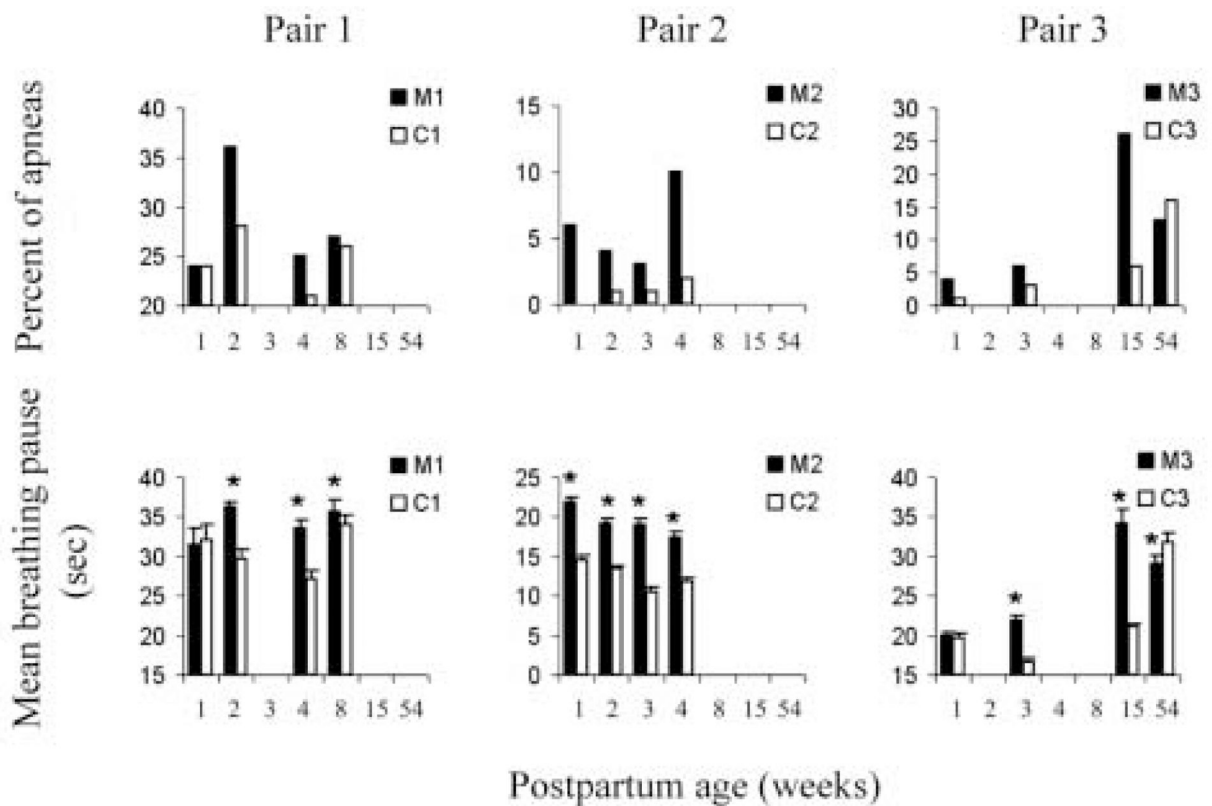 Pair 1 Pair 2 Pair 3
Percent of apneas
40
35
30
25
20
M1
C1
1 2 3 4 8 15 54
15
10
5
0
M2
C2
1 2 3 4 8 15 54
30
25
20
15
10
5
0
M3
C3
1 2 3 4 8 15 54
Mean breathing pause
(sec)
40
35
30
25
20
15
M1
C1
* * *
1 2 3 4 8 15 54
25
20
15
10
5
0
M2
C2
* * * *
1 2 3 4 8 15 54
40
35
30
25
20
15
M3
C3
* * *
1 2 3 4 8 15 54
Postpartum age (weeks)